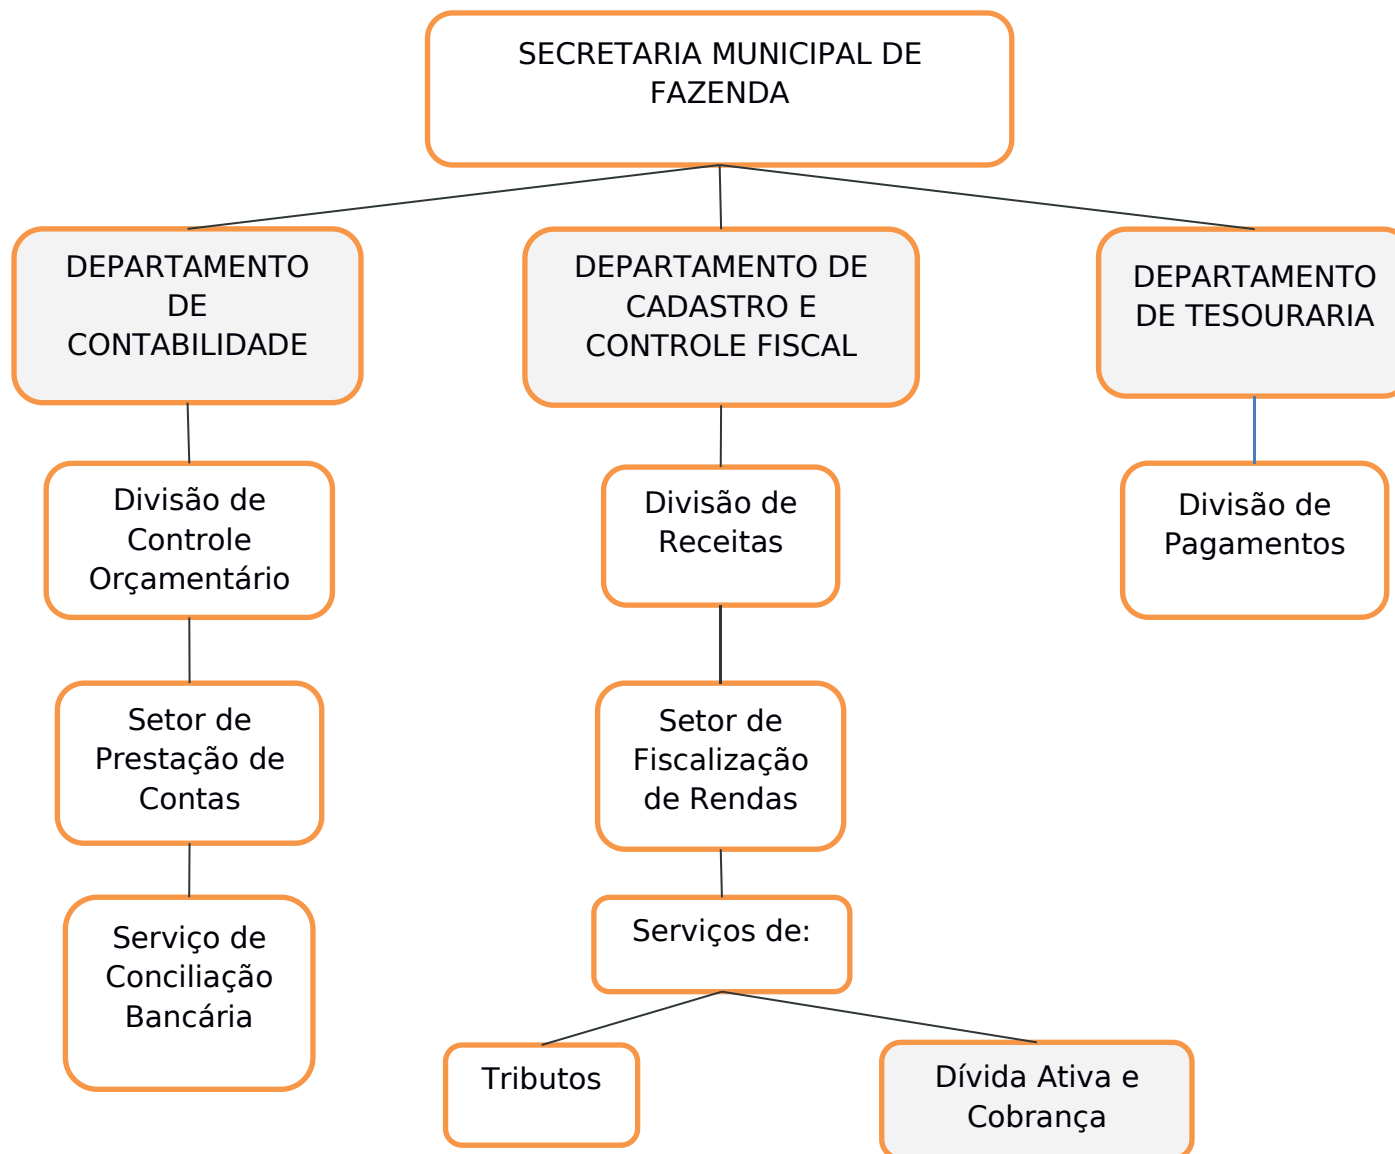 SECRETARIA MUNICIPAL DE
FAZENDA
DEPARTAMENTO
DE
CONTABILIDADE
DEPARTAMENTO DE
CADASTRO E
CONTROLE FISCAL
DEPARTAMENTO
DE TESOURARIA
Divisão de
Controle
Orçamentário
Divisão de
Receitas
Divisão de
Pagamentos
Setor de
Prestação de
Contas
Setor de
Fiscalização
de Rendas
Serviço de
Conciliação
Bancária
Serviços de:
Tributos
Dívida Ativa e
Cobrança